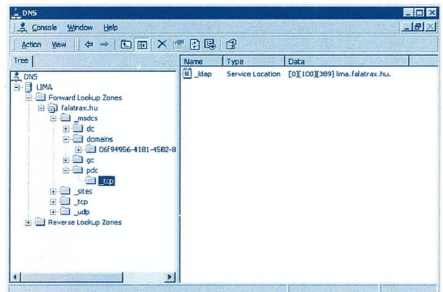 DNS
Console Window Help
Action View
Tree
Name Type Data
DNS
LIMA
Forward Lookup Zones
falatrax.hu
_msdcs
dc
domains
06f94956-4181-4582-8
gc
pdc
_tcp
_sites
_tcp
_udp
Reverse Lookup Zones
_ldap Service Location [0][100][389] lima.falatrax.hu.